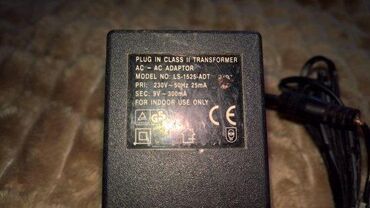 PLUG IN CLASS II TRANSFORMER
AC – AC ADAPTOR
MODEL NO: LS-1525-ADT
PRI: 230V~50Hz 25mA
SEC: 9V~300mA
FOR INDOOR USE ONLY